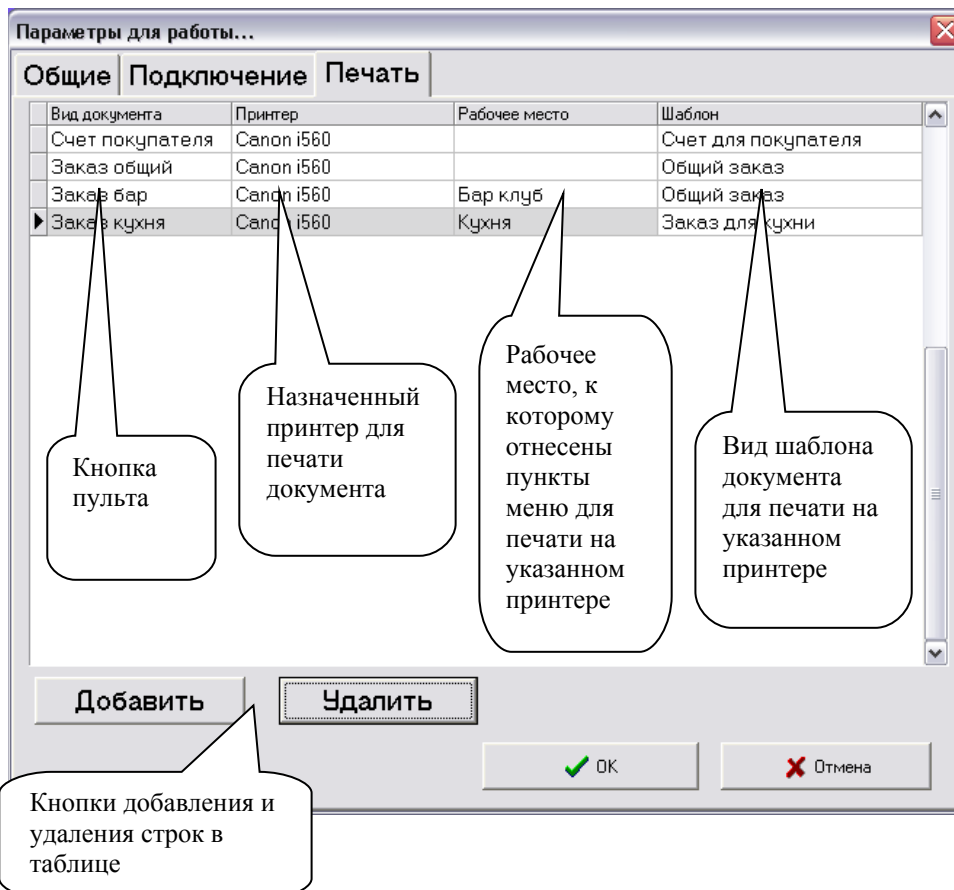 Параметры для работы...
Общие Подключение Печать
Вид документа Принтер Рабочее место Шаблон
Счет покупателя Canon i560 Счет для покупателя
Заказ общий Canon i560 Общий заказ
Заказ бар Canon i560 Бар клуб Общий заказ
Заказ кухня Canon i560 Кухня Заказ для кухни
Кнопка
пульта
Назначенный
принтер для
печати
документа
Рабочее
место, к
которому
отнесены
пункты
меню для
печати на
указанном
принтере
Вид шаблона
документа
для печати на
указанном
принтере
Добавить Удалить
OK Отмена
Кнопки добавления и
удаления строк в
таблице